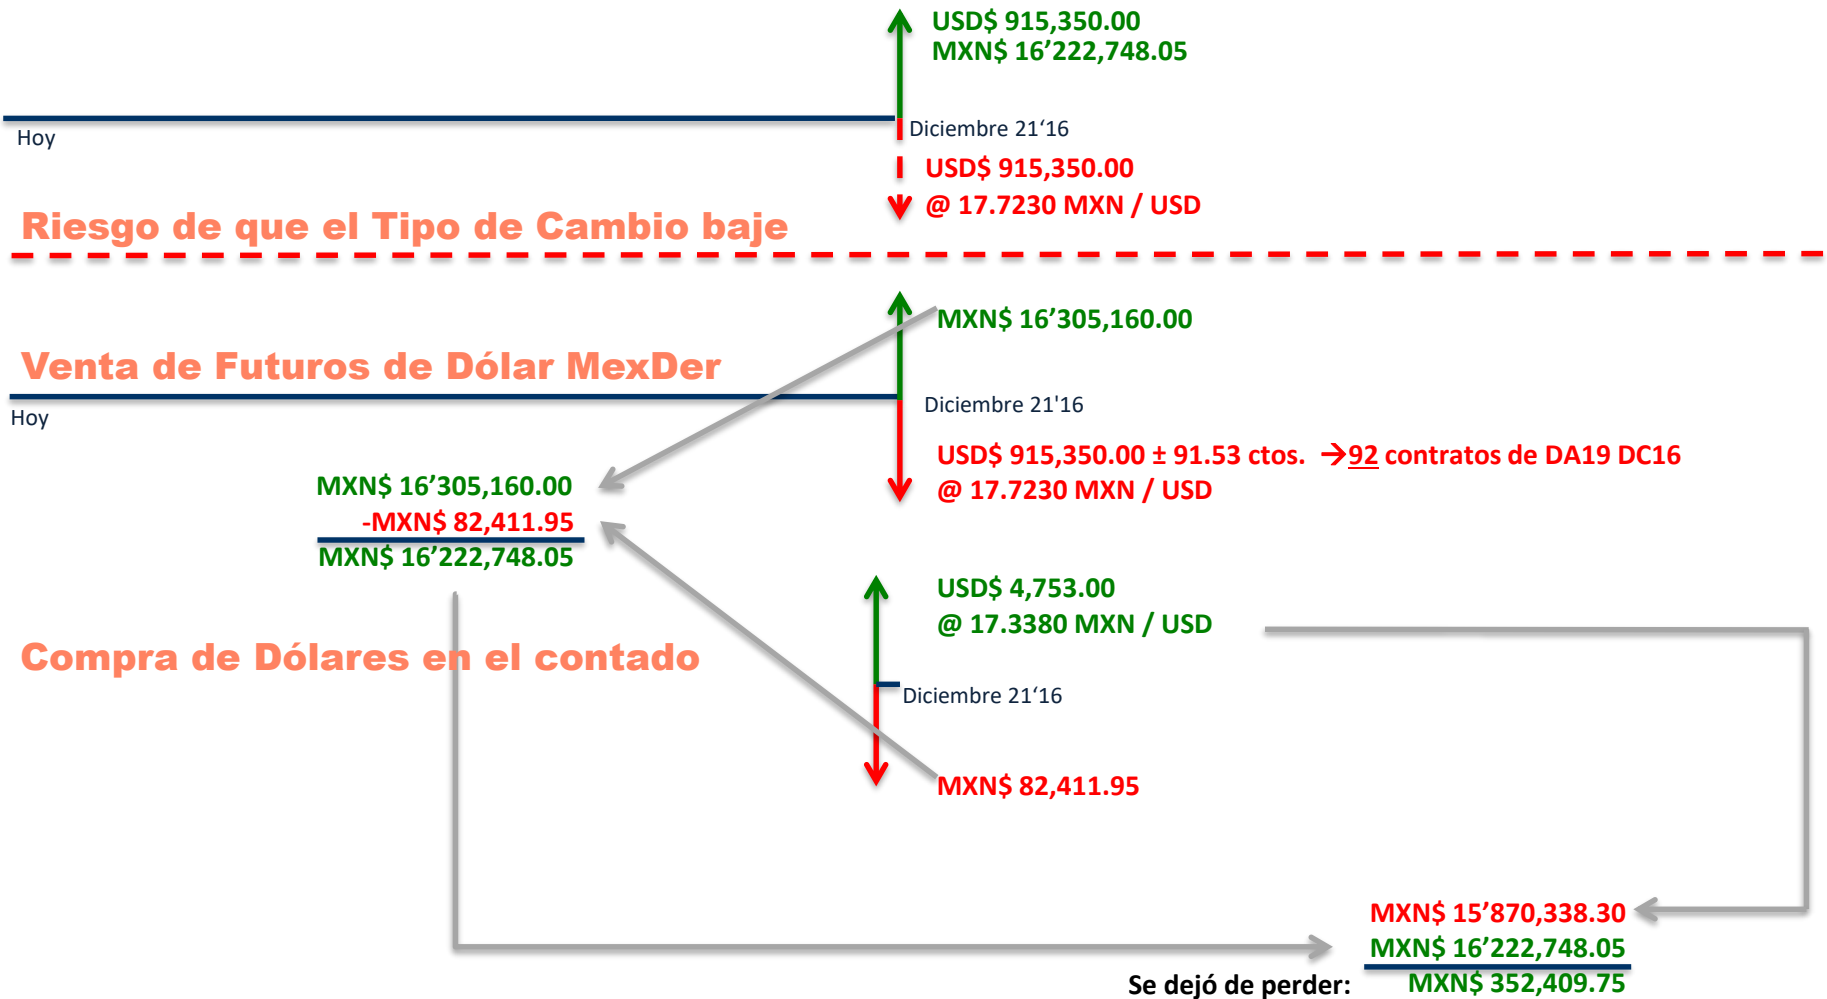 USD$ 915,350.00
MXN$ 16’222,748.05
Hoy
Diciembre 21‘16
USD$ 915,350.00
@ 17.7230 MXN / USD
Riesgo de que el Tipo de Cambio baje
MXN$ 16’305,160.00
Venta de Futuros de Dólar MexDer
Hoy
Diciembre 21'16
USD$ 915,350.00 ± 91.53 ctos. →92 contratos de DA19 DC16
@ 17.7230 MXN / USD
MXN$ 16’305,160.00
-MXN$ 82,411.95
MXN$ 16’222,748.05
USD$ 4,753.00
@ 17.3380 MXN / USD
Compra de Dólares en el contado
Diciembre 21‘16
MXN$ 82,411.95
MXN$ 15’870,338.30
MXN$ 16’222,748.05
Se dejó de perder: MXN$ 352,409.75